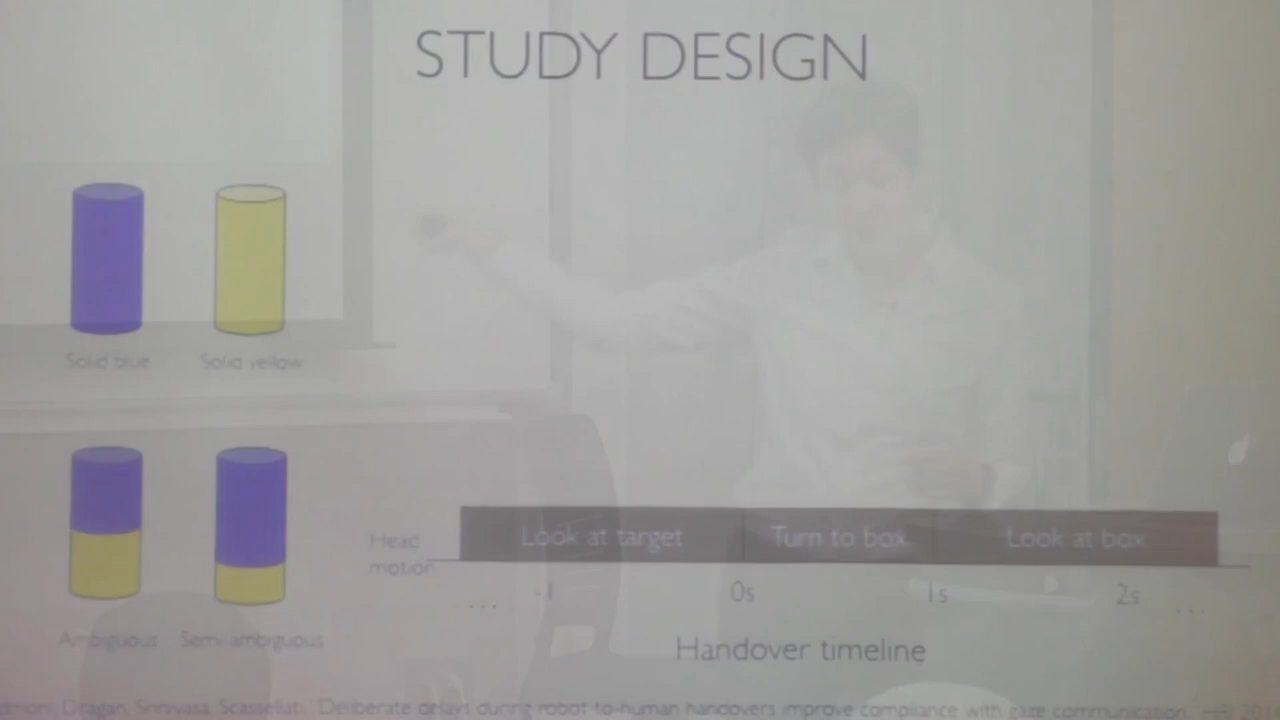 STUDY DESIGN
Solid blue
Solid yellow
Head
motion
Look at target
Turn to box
Look at box
... -1 0s 1s 2s ...
Ambiguous
Semi-ambiguous
Handover timeline
Dragan, Srinivasa, Scassellati. "Deliberate delays during robot-to-human handovers improve compliance with gaze communication."